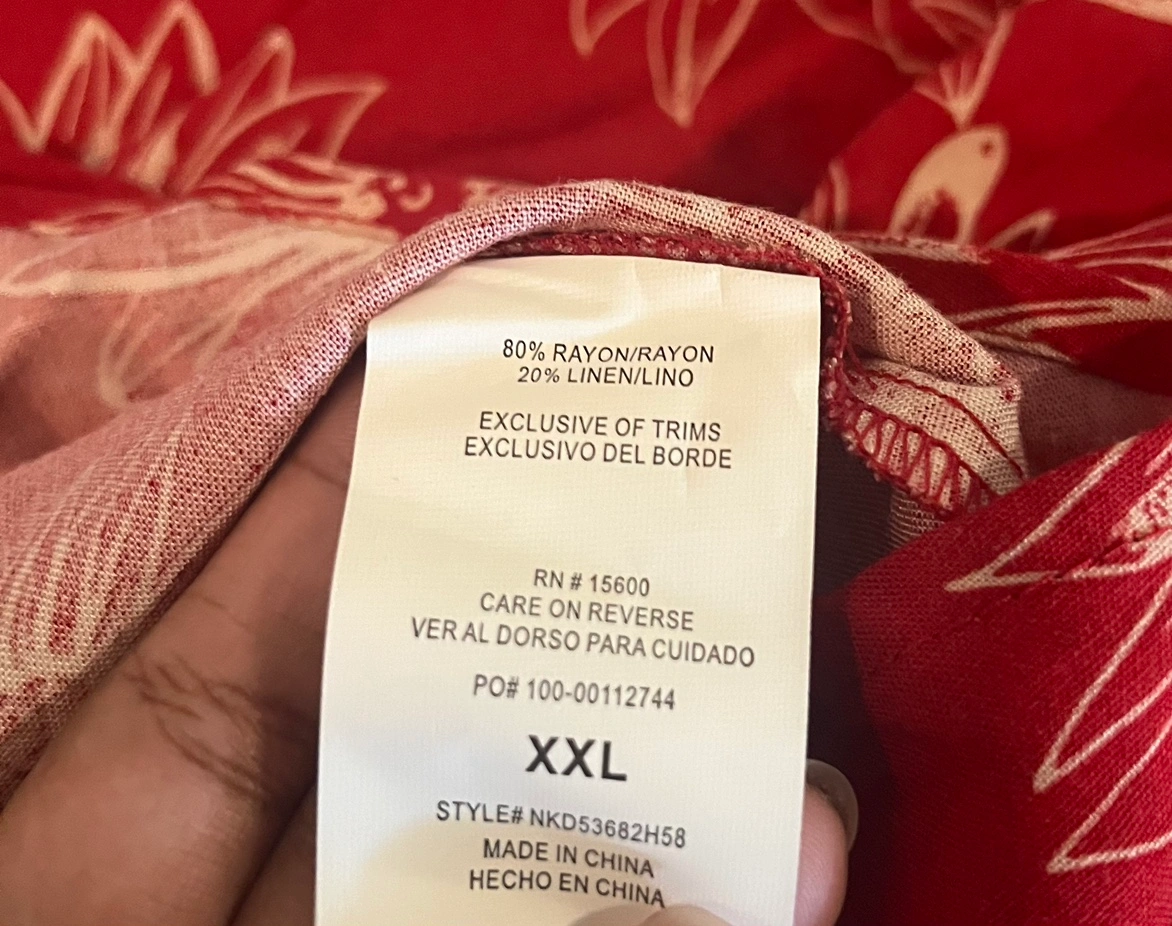 80% RAYON/RAYON
20% LINEN/LINO
EXCLUSIVE OF TRIMS
EXCLUSIVO DEL BORDE
RN # 15600
CARE ON REVERSE
VER AL DORSO PARA CUIDADO
PO# 100-00112744
XXL
STYLE# NKD53682H58
MADE IN CHINA
HECHO EN CHINA